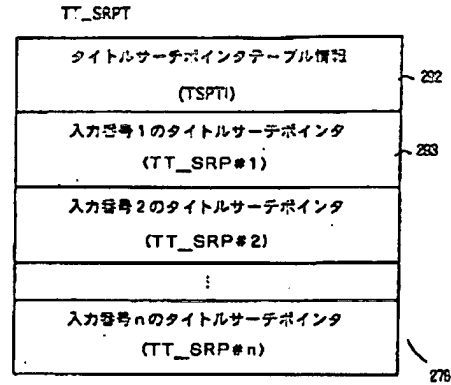 TT_SRPT
タイトルサーチポインタテーブル情報
(TSPTI)
292
入力番号1のタイトルサーチポインタ
(TT_SRP#1)
293
入力番号2のタイトルサーチポインタ
(TT_SRP#2)
⋮
入力番号nのタイトルサーチポインタ
(TT_SRP#n)
276